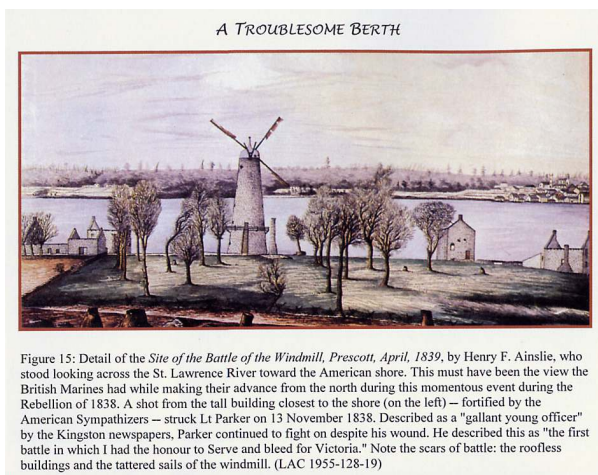 A TROUBLESOME BERTH
Figure 15: Detail of the Site of the Battle of the Windmill, Prescott, April, 1839, by Henry F. Ainslie, who
stood looking across the St. Lawrence River toward the American shore. This must have been the view the
British Marines had while making their advance from the north during this momentous event during the
Rebellion of 1838. A shot from the tall building closest to the shore (on the left) – fortified by the
American Sympathizers – struck Lt Parker on 13 November 1838. Described as a "gallant young officer"
by the Kingston newspapers, Parker continued to fight on despite his wound. He described this as "the first
battle in which I had the honour to Serve and bleed for Victoria." Note the scars of battle: the roofless
buildings and the tattered sails of the windmill. (LAC 1955-128-19)